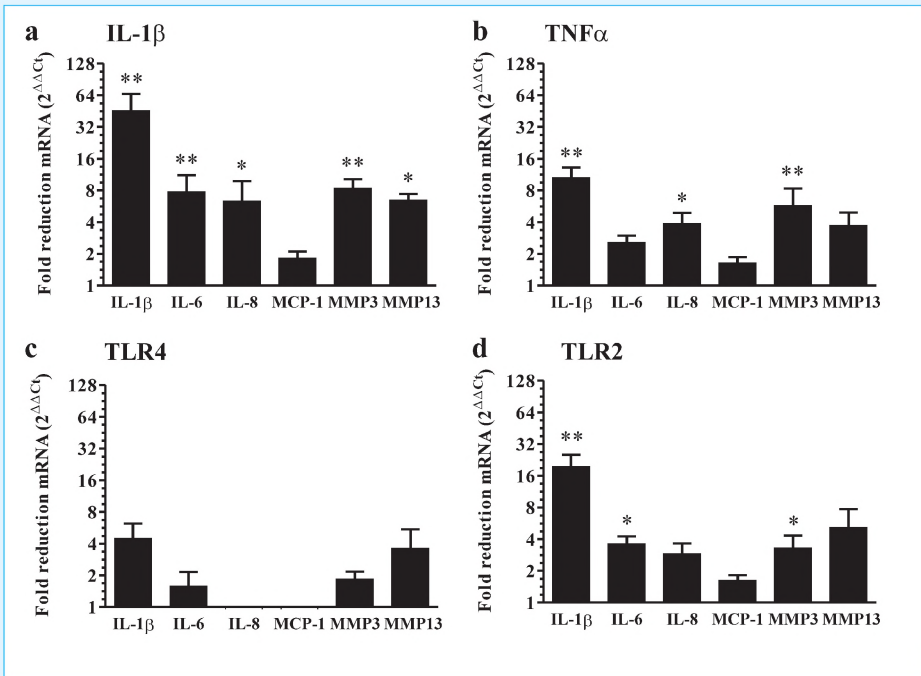 a IL-1β
Fold reduction mRNA (2^ΔΔCt)
128
64
32
16
8
4
2
1
** ** * ** *
IL-1β IL-6 IL-8 MCP-1 MMP3 MMP13
b TNFα
Fold reduction mRNA (2^ΔΔCt)
128
64
32
16
8
4
2
1
** * **
IL-1β IL-6 IL-8 MCP-1 MMP3 MMP13
c TLR4
Fold reduction mRNA (2^ΔΔCt)
128
64
32
16
8
4
2
1
IL-1β IL-6 IL-8 MCP-1 MMP3 MMP13
d TLR2
Fold reduction mRNA (2^ΔΔCt)
128
64
32
16
8
4
2
1
** * *
IL-1β IL-6 IL-8 MCP-1 MMP3 MMP13